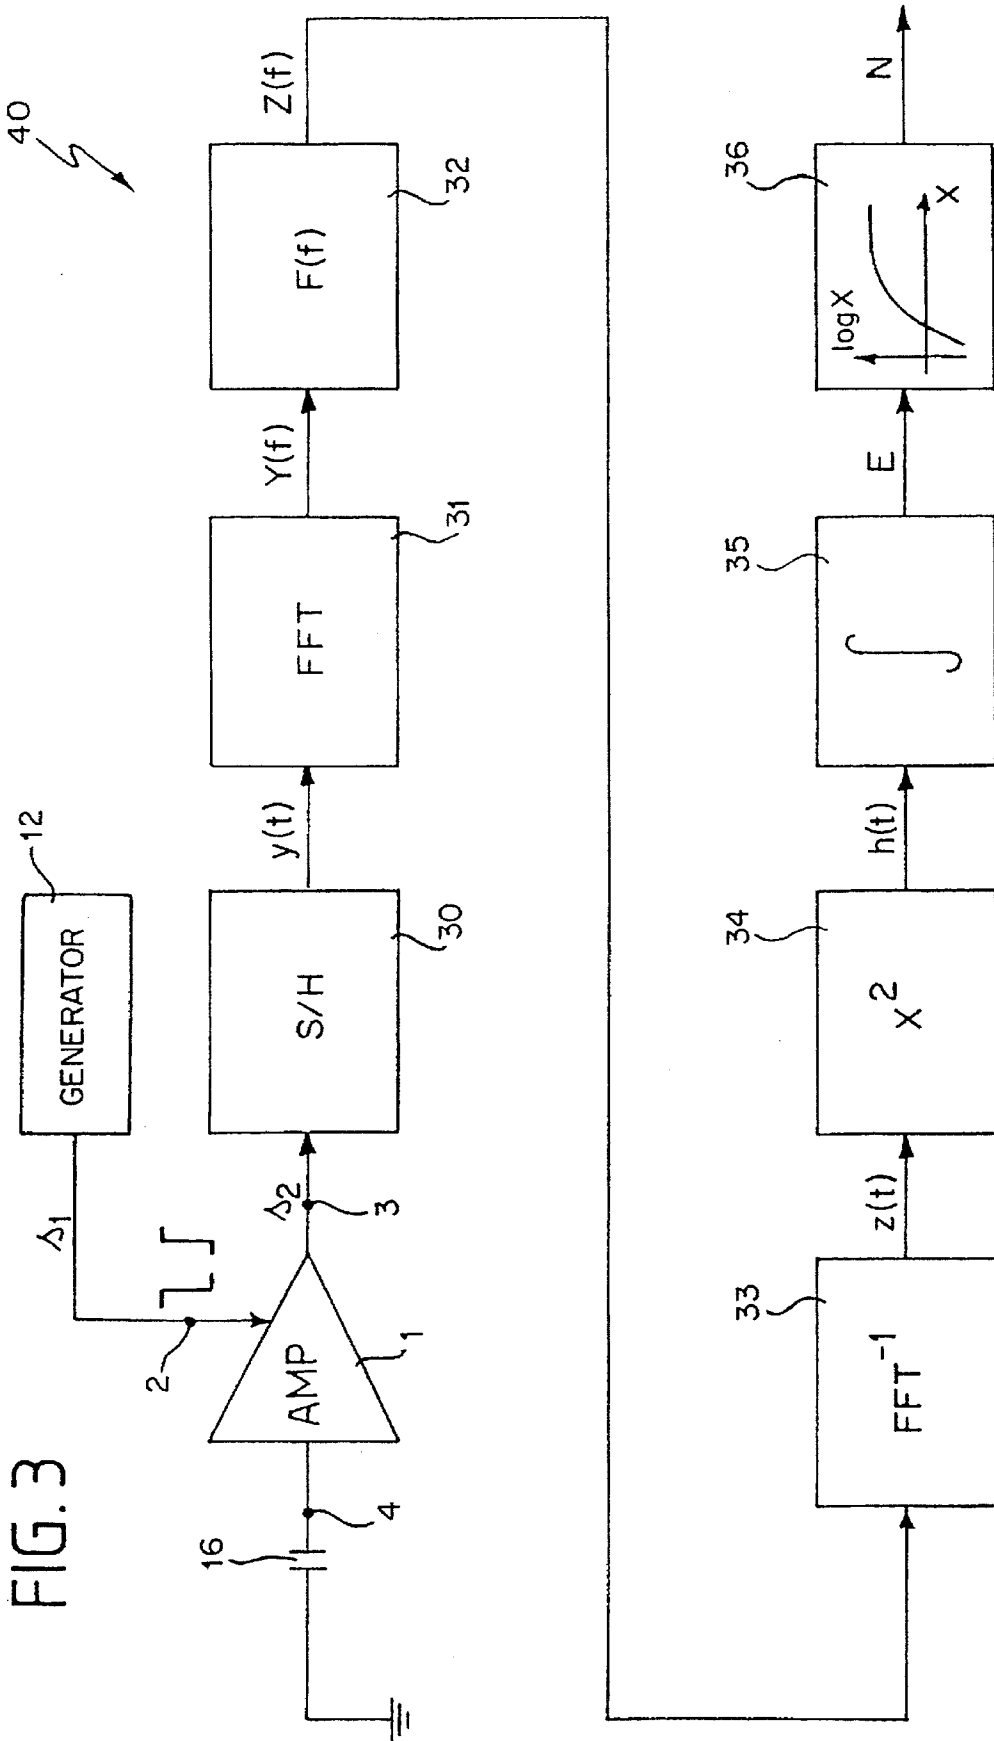 FIG. 3
40
GENERATOR
12
s1
2
16
4
AMP
1
s2
3
S/H
30
y(t)
FFT
31
Y(f)
F(f)
32
Z(f)
FFT-1
33
z(t)
X2
34
h(t)
∫
35
E
logX
X
36
N